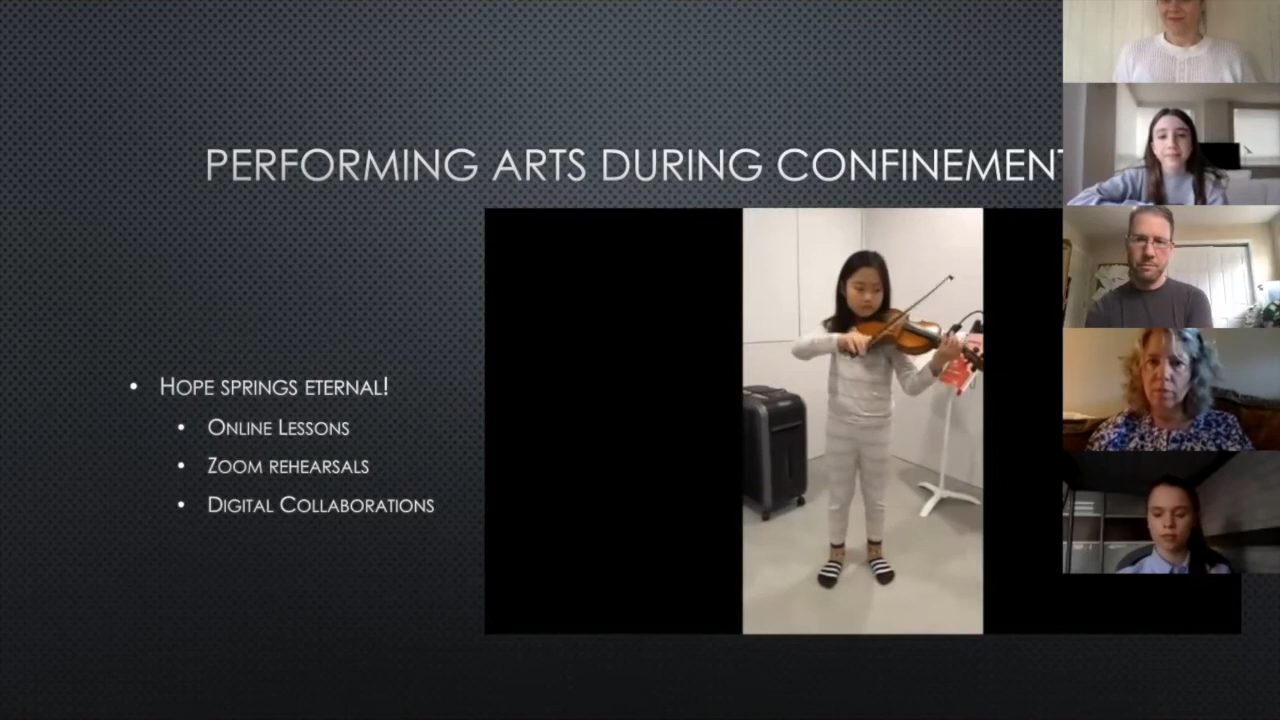 PERFORMING ARTS DURING CONFINEMENT
• HOPE SPRINGS ETERNAL!
• ONLINE LESSONS
• ZOOM REHEARSALS
• DIGITAL COLLABORATIONS